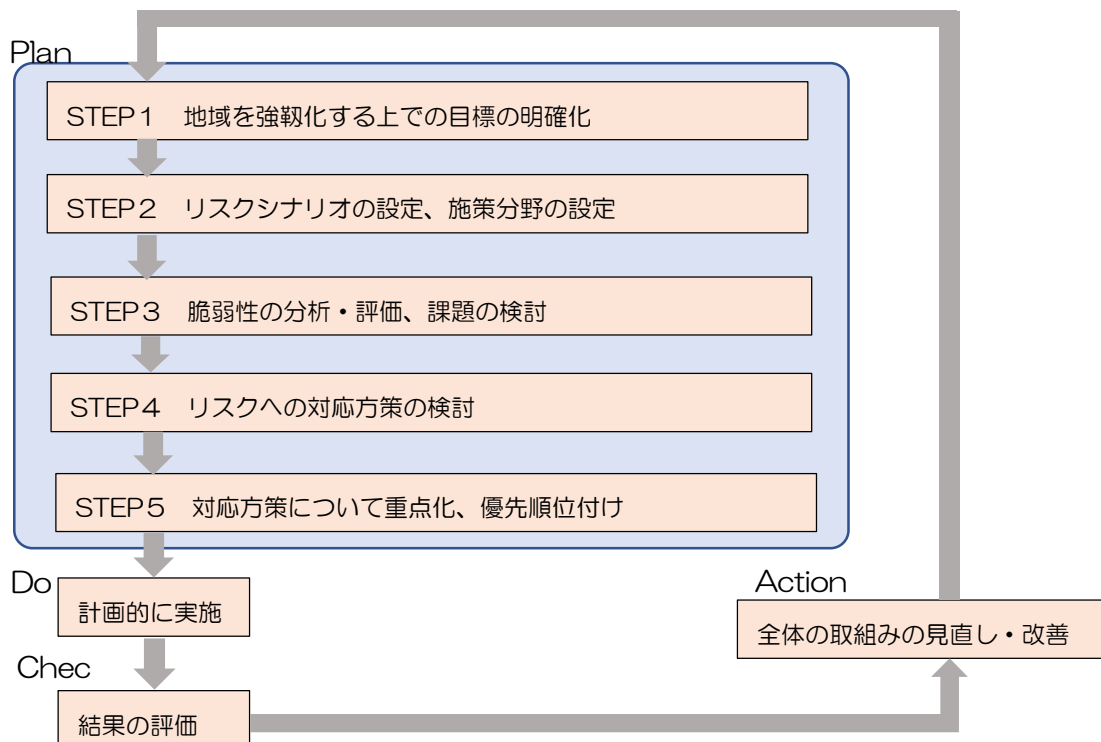 Plan
STEP1　地域を強靱化する上での目標の明確化
STEP2　リスクシナリオの設定、施策分野の設定
STEP3　脆弱性の分析・評価、課題の検討
STEP4　リスクへの対応方策の検討
STEP5　対応方策について重点化、優先順位付け
Do
計画的に実施
Chec
結果の評価
Action
全体の取組みの見直し・改善